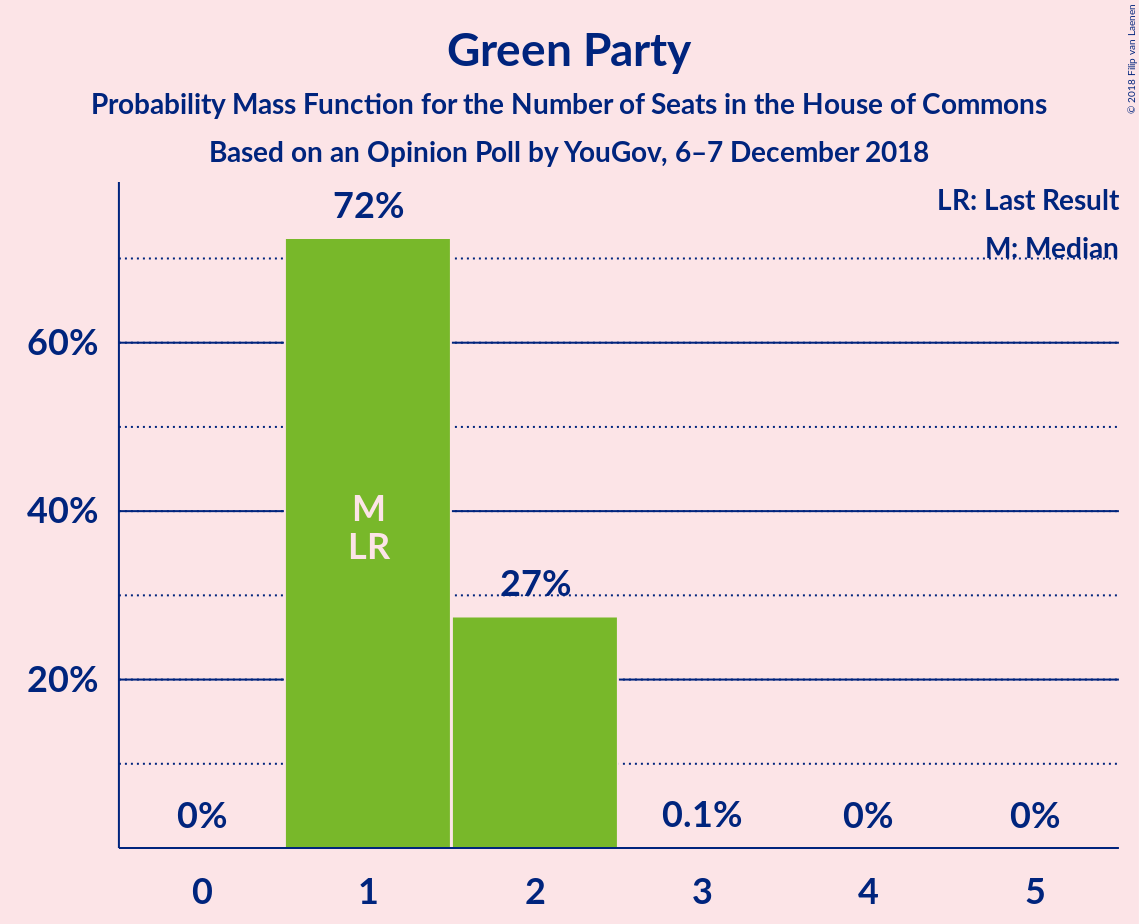 Green Party
Probability Mass Function for the Number of Seats in the House of Commons
Based on an Opinion Poll by YouGov, 6–7 December 2018
© 2018 Filip van Laenen
LR: Last Result
M: Median
72%
60%
40%
20%
M
LR
27%
0%
0.1%
0%
0%
0
1
2
3
4
5